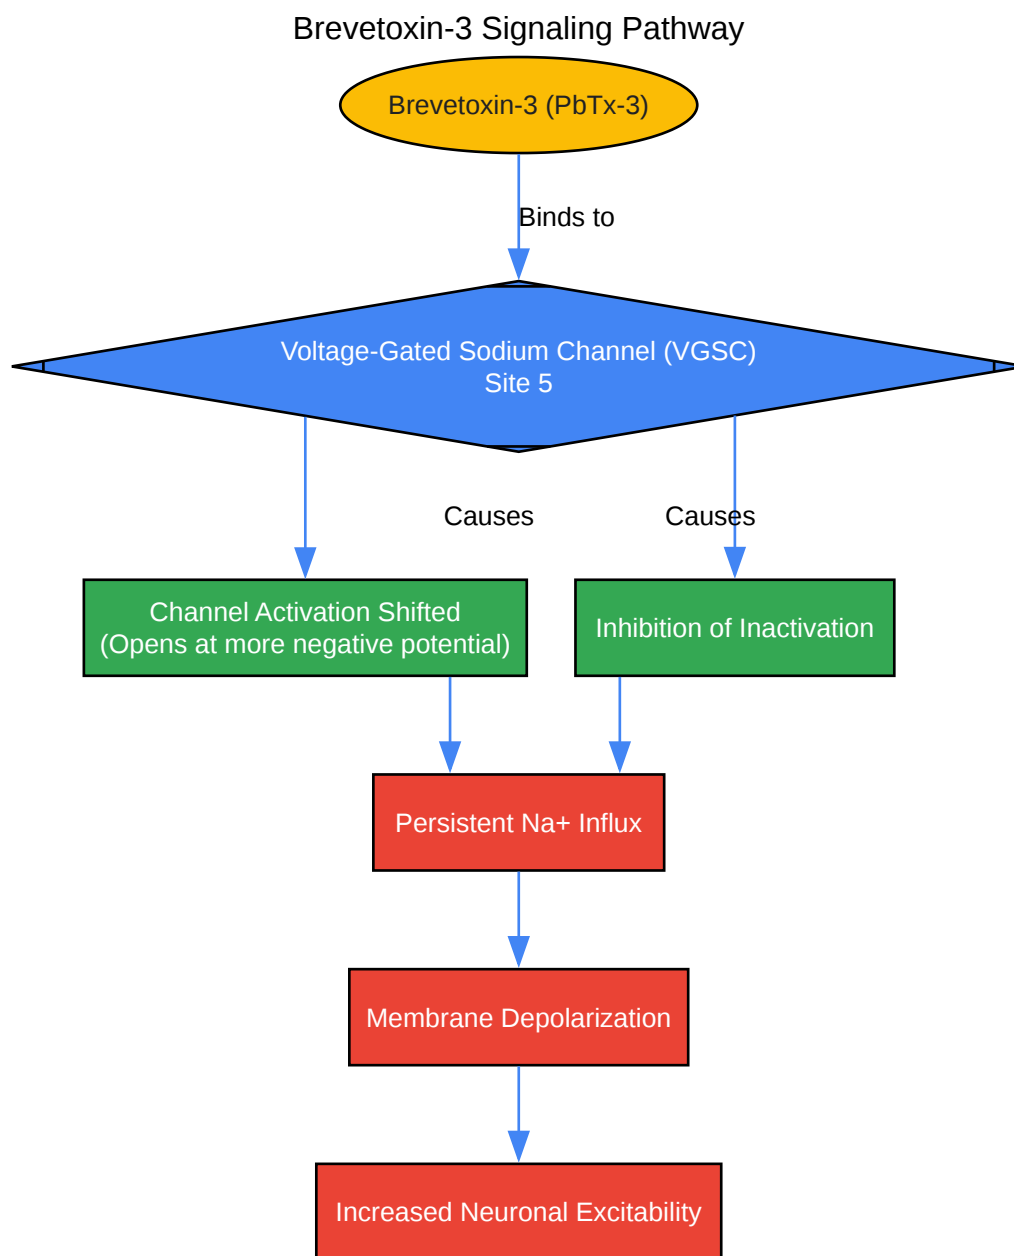 Brevetoxin-3 Signaling Pathway
Brevetoxin-3 (PbTx-3)
Binds to
Voltage-Gated Sodium Channel (VGSC)
Site 5
Causes
Causes
Channel Activation Shifted
(Opens at more negative potential)
Inhibition of Inactivation
Persistent Na+ Influx
Membrane Depolarization
Increased Neuronal Excitability